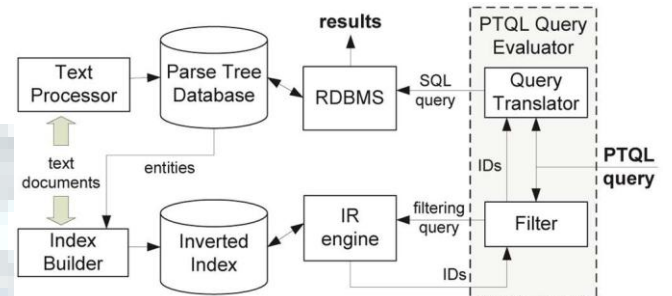 results
PTQL Query
Evaluator
Text
Processor
Parse Tree
Database
RDBMS
SQL
query
Query
Translator
text
documents
entities
IDs
PTQL
query
Index
Builder
Inverted
Index
IR
engine
filtering
query
Filter
IDs